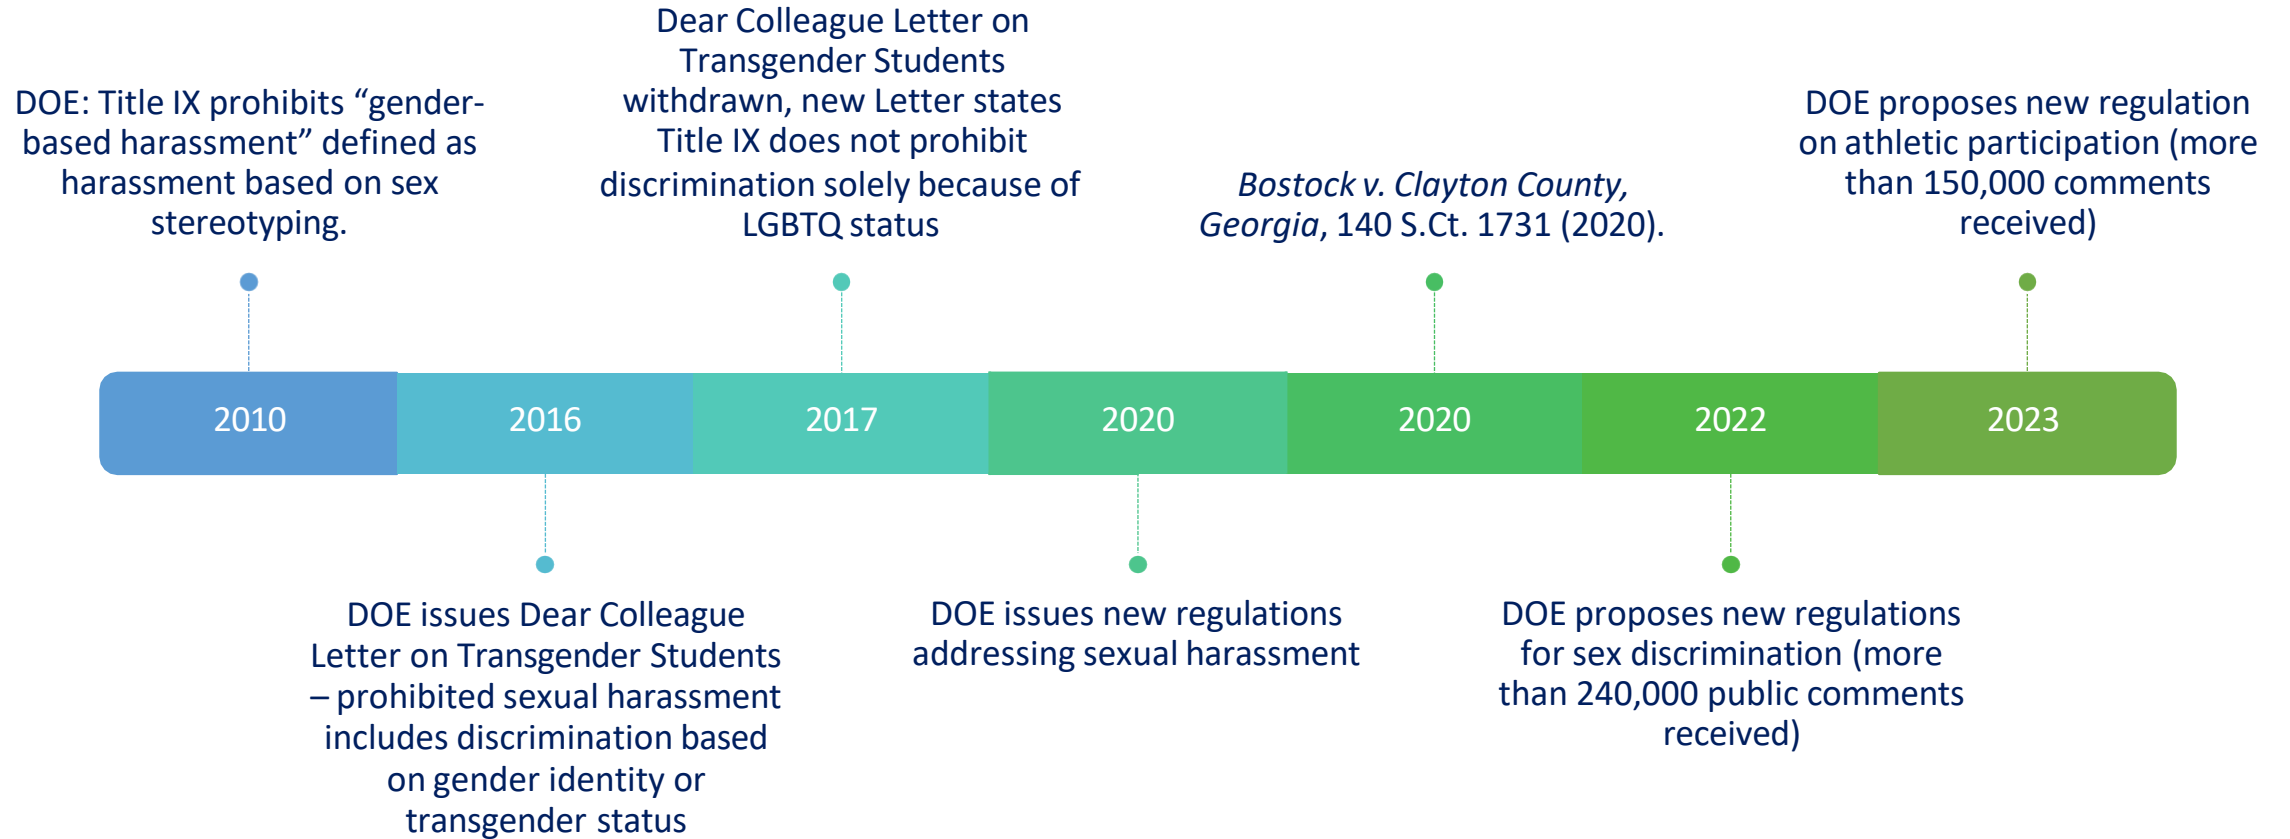 DOE: Title IX prohibits “gender-
based harassment” defined as
harassment based on sex
stereotyping.
Dear Colleague Letter on
Transgender Students
withdrawn, new Letter states
Title IX does not prohibit
discrimination solely because of
LGBTQ status
Bostock v. Clayton County,
Georgia, 140 S.Ct. 1731 (2020).
DOE proposes new regulation
on athletic participation (more
than 150,000 comments
received)
2010
2016
2017
2020
2020
2022
2023
DOE issues Dear Colleague
Letter on Transgender Students
– prohibited sexual harassment
includes discrimination based
on gender identity or
transgender status
DOE issues new regulations
addressing sexual harassment
DOE proposes new regulations
for sex discrimination (more
than 240,000 public comments
received)